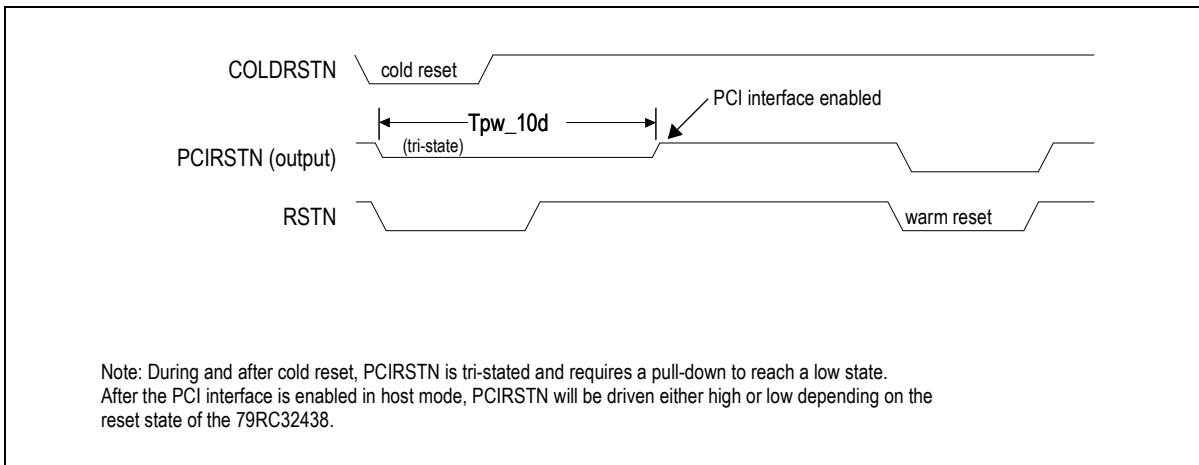 COLDRSTN
cold reset
PCI interface enabled
Tpw_10d
(tri-state)
PCIRSTN (output)
RSTN
warm reset
Note: During and after cold reset, PCIRSTN is tri-stated and requires a pull-down to reach a low state.
After the PCI interface is enabled in host mode, PCIRSTN will be driven either high or low depending on the
reset state of the 79RC32438.